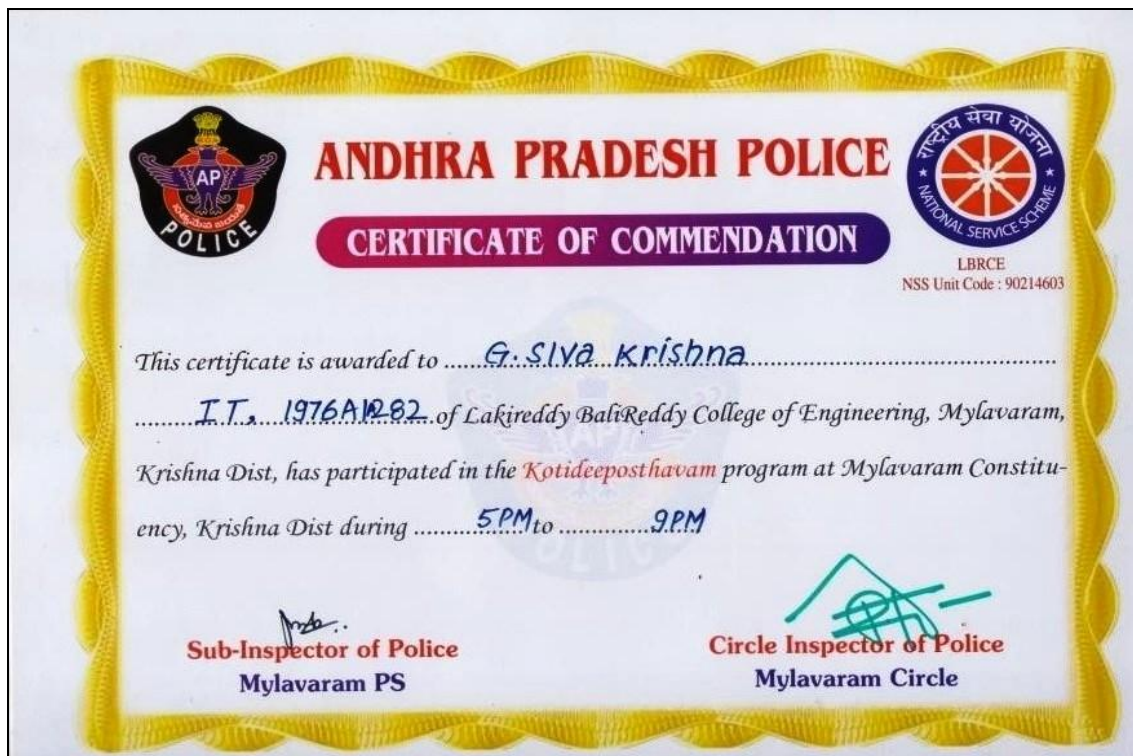 AP
POLICE
ANDHRA PRADESH POLICE
CERTIFICATE OF COMMENDATION
राष्ट्रीय सेवा योजना
NATIONAL SERVICE SCHEME
LBRCE
NSS Unit Code : 90214603
This certificate is awarded to ....G. Siva Krishna....
....I.T, 1976A1282....of Lakireddy BaliReddy College of Engineering, Mylavaram,
Krishna Dist, has participated in the Kotideeposthavam program at Mylavaram Constitu-
ency, Krishna Dist during ....5PM to ....9PM
Sub-Inspector of Police
Mylavaram PS
Circle Inspector of Police
Mylavaram Circle